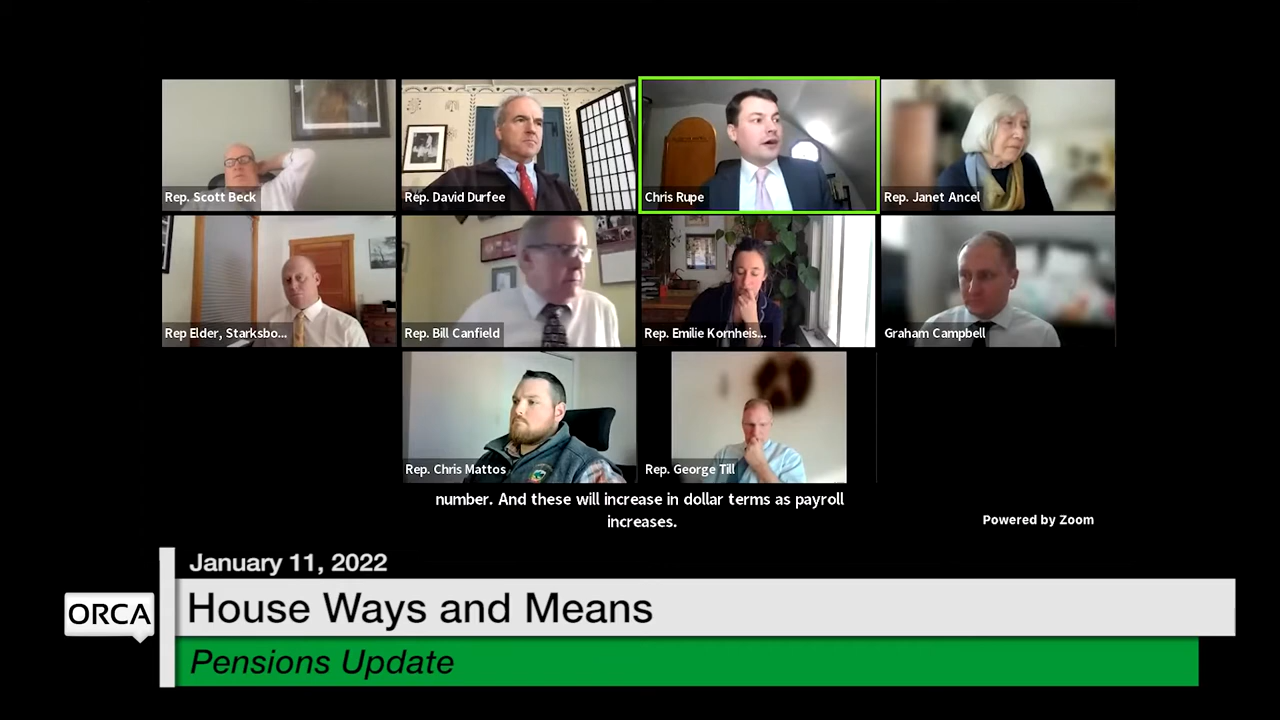 Rep. Scott Beck
Rep. David Durfee
Chris Rupe
Rep. Janet Ancel
Rep Elder, Starksbo...
Rep. Bill Canfield
Rep. Emilie Kornheis...
Graham Campbell
Rep. Chris Mattos
Rep. George Till
number. And these will increase in dollar terms as payroll
increases.
Powered by Zoom
January 11, 2022
ORCA
House Ways and Means
Pensions Update